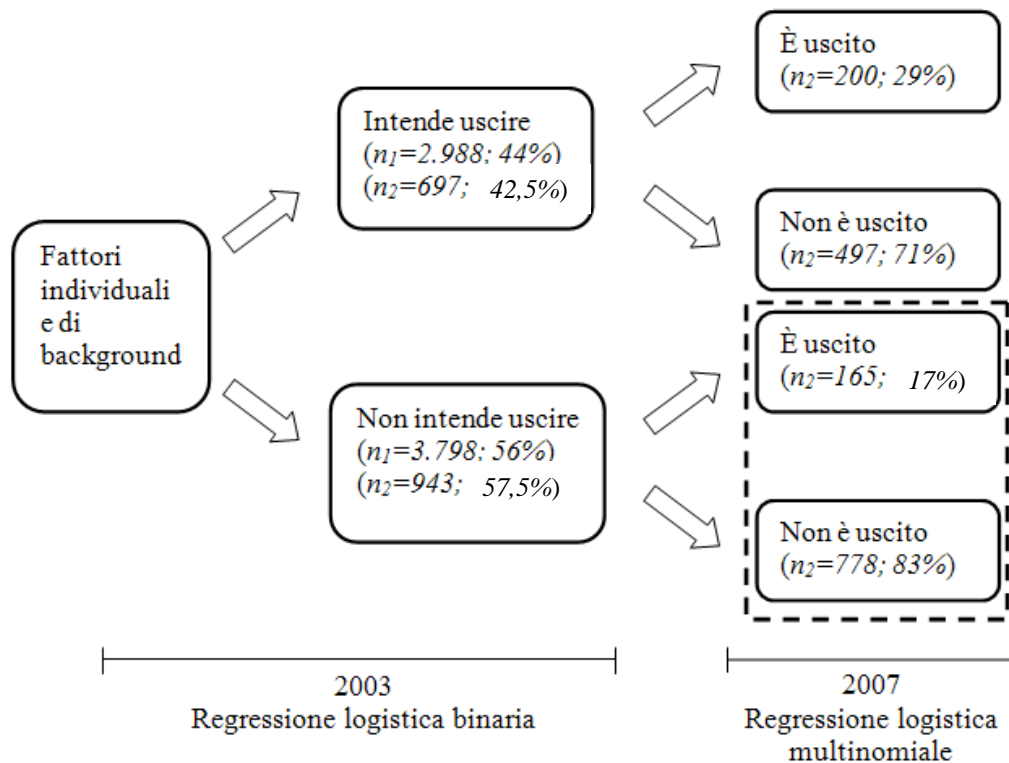 Fattori
individuali
e di
background
Intende uscire
(n1=2.988; 44%)
(n2=697; 42,5%)
Non intende uscire
(n1=3.798; 56%)
(n2=943; 57,5%)
È uscito
(n2=200; 29%)
Non è uscito
(n2=497; 71%)
È uscito
(n2=165; 17%)
Non è uscito
(n2=778; 83%)
2003
Regressione logistica binaria
2007
Regressione logistica
multinomiale